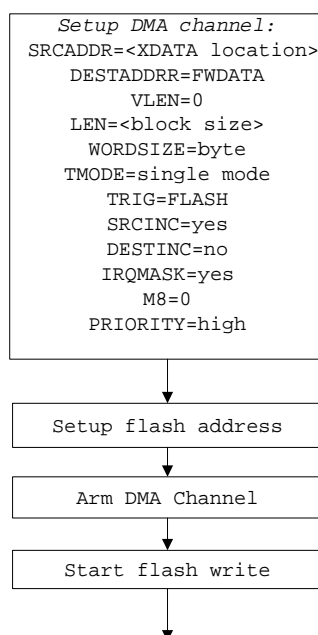 Setup DMA channel:
SRCADDR=<XDATA location>
DESTADDRR=FWDATA
VLEN=0
LEN=<block size>
WORDSIZE=byte
TMODE=single mode
TRIG=FLASH
SRCINC=yes
DESTINC=no
IRQMASK=yes
M8=0
PRIORITY=high
Setup flash address
Arm DMA Channel
Start flash write